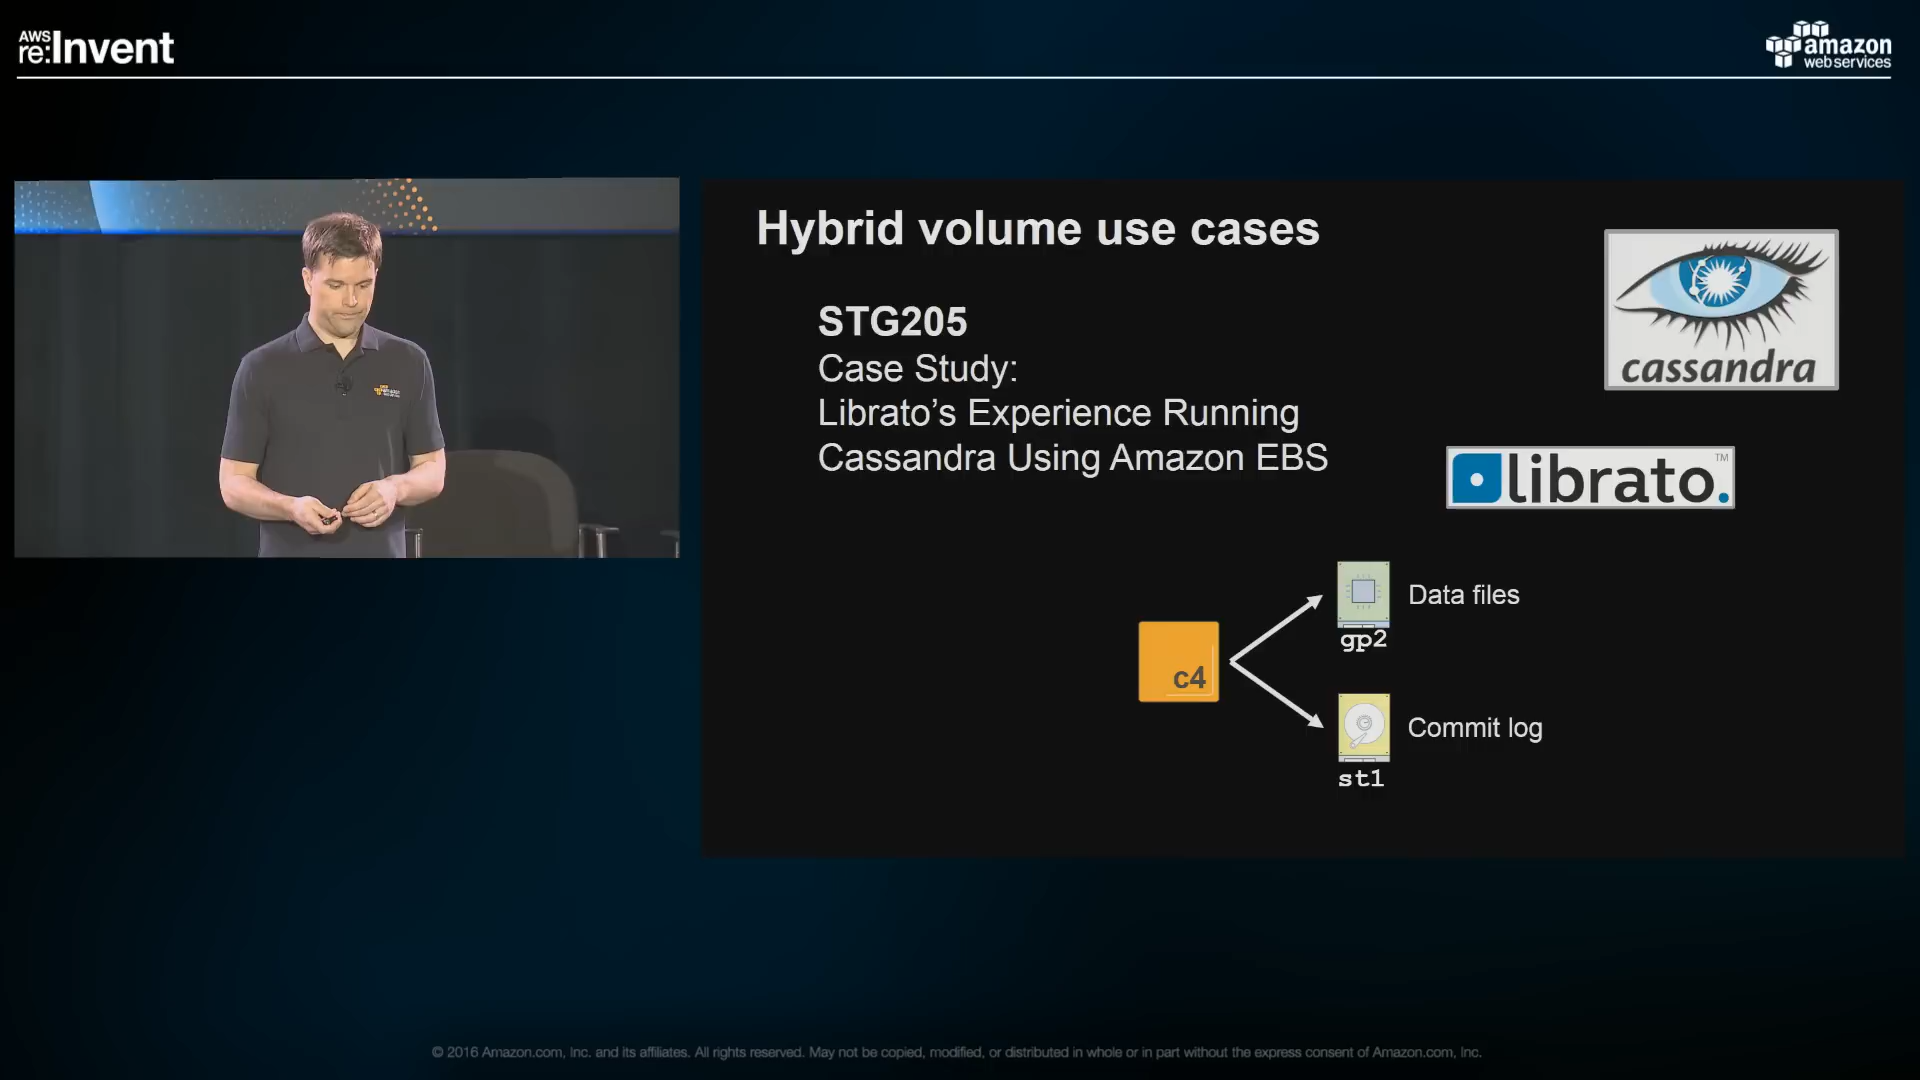 AWS
re:Invent
amazon
web services
Hybrid volume use cases
STG205
Case Study:
Librato’s Experience Running
Cassandra Using Amazon EBS
cassandra
librato.™
c4
gp2
Data files
st1
Commit log
© 2016 Amazon.com, Inc. and its affiliates. All rights reserved. May not be copied, modified, or distributed in whole or in part without the express consent of Amazon.com, Inc.